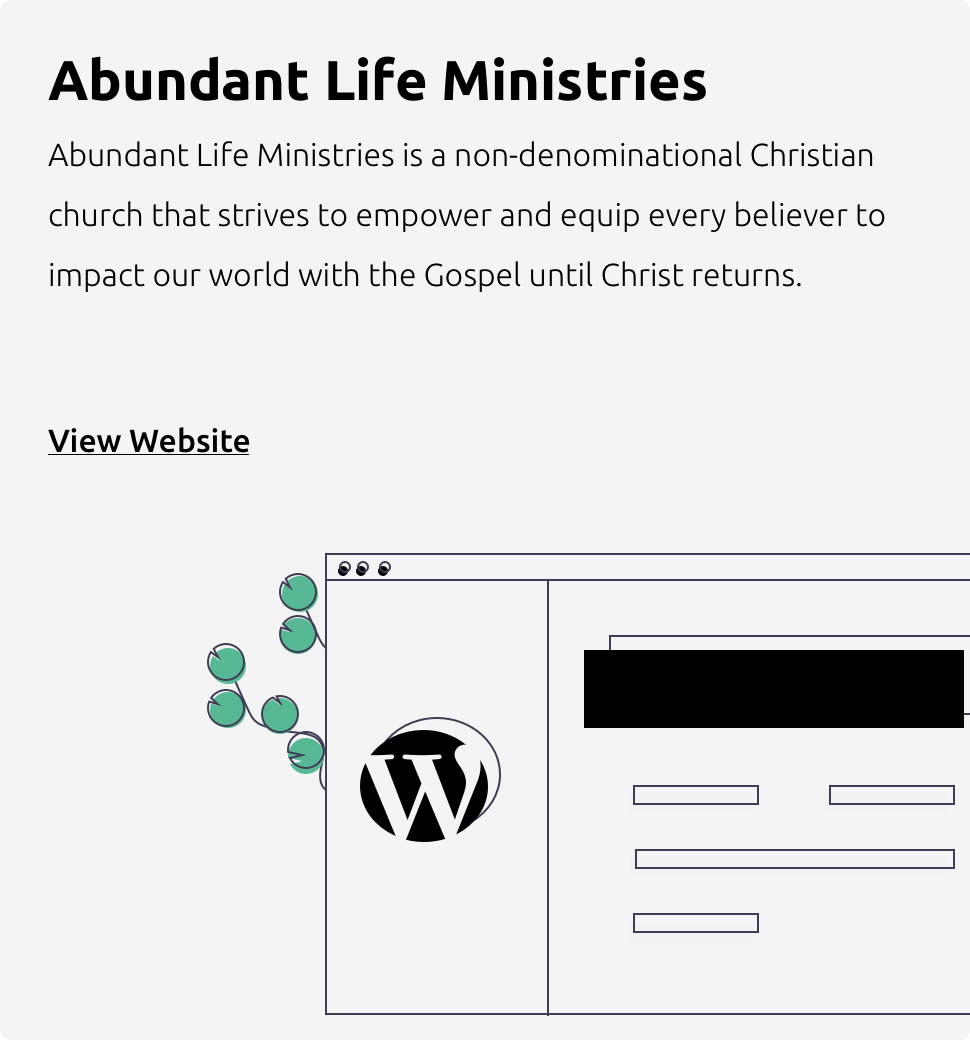 Abundant Life Ministries
Abundant Life Ministries is a non-denominational Christian
church that strives to empower and equip every believer to
impact our world with the Gospel until Christ returns.
View Website
W